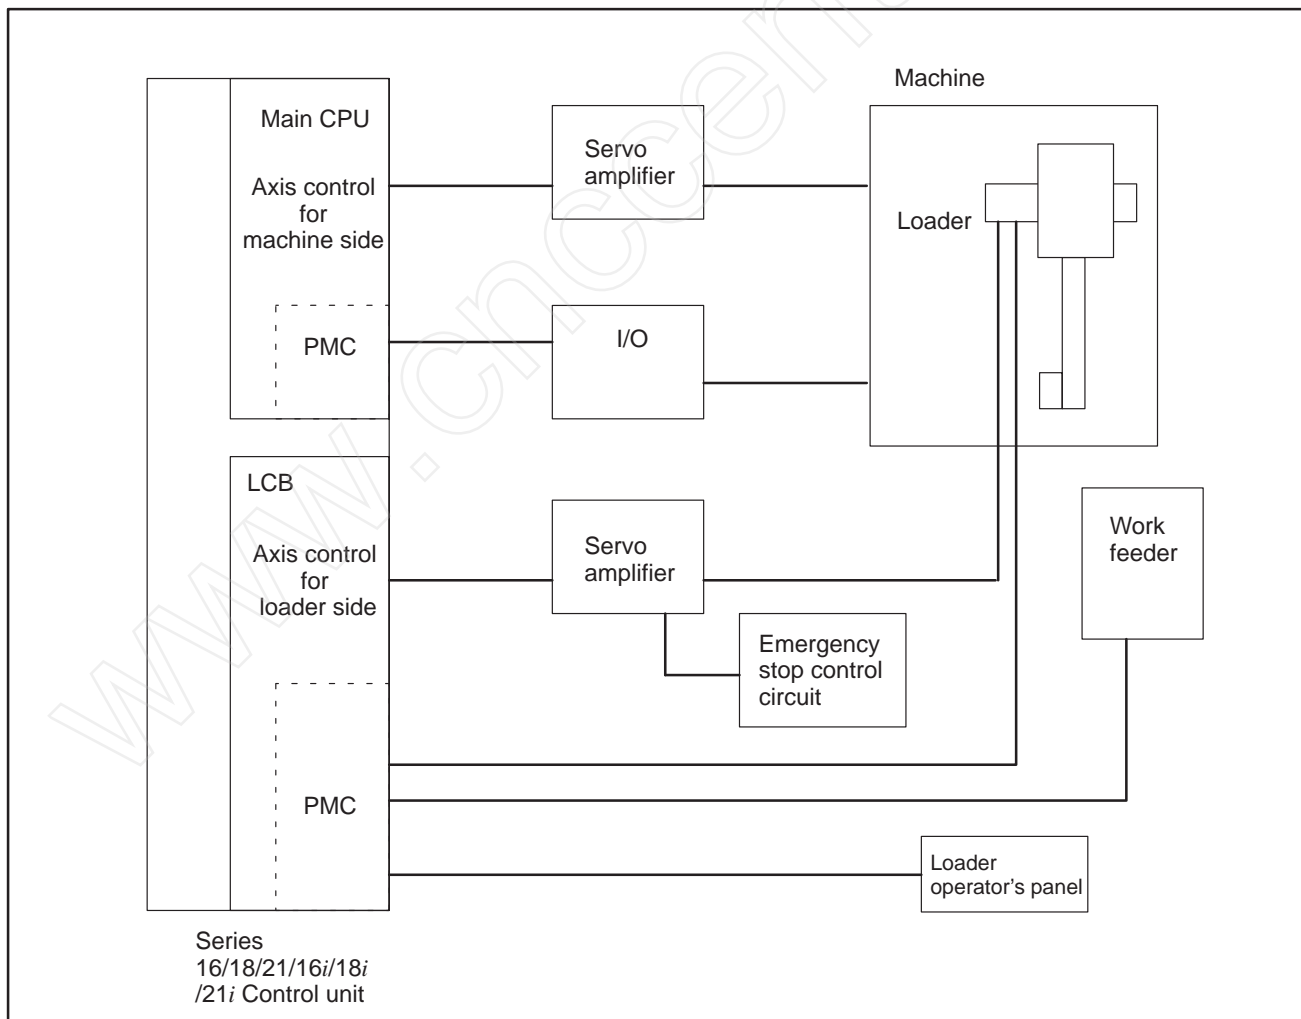 Machine
Main CPU
Axis control
for
machine side
PMC
Servo
amplifier
I/O
Loader
LCB
Axis control
for
loader side
PMC
Servo
amplifier
Emergency
stop control
circuit
Work
feeder
Loader
operator's panel
Series
16/18/21/16i/18i
/21i Control unit
www.cnccen